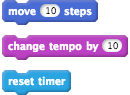 move 10 steps
change tempo by 10
reset timer